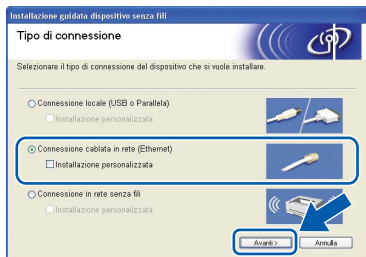 Installazione guidata dispositivo senza fili
Tipo di connessione
Selezionare il tipo di connessione del dispositivo che si vuole installare.
Connessione locale (USB o Parallela)
Installazione personalizzata
Connessione cablata in rete (Ethernet)
Installazione personalizzata
Connessione in rete senza fili
Installazione personalizzata
Avanti >
Annulla